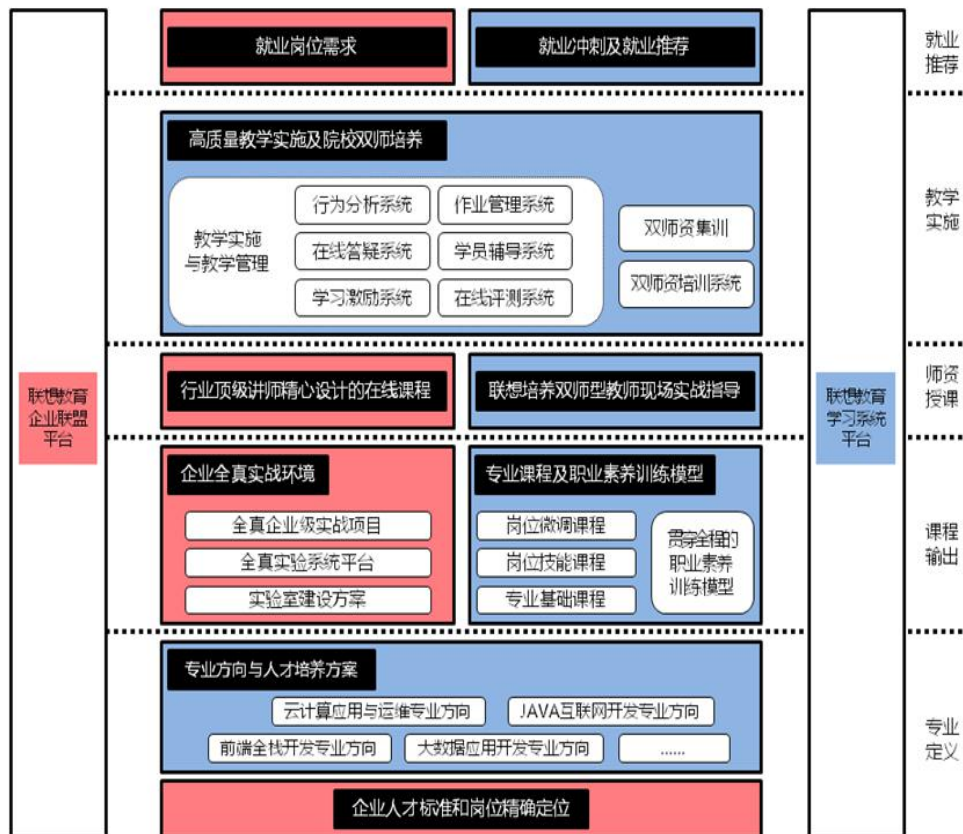 就业岗位需求
就业冲刺及就业推荐
就业
推荐
高质量教学实施及院校双师培养
教学实施
与教学管理
行为分析系统
作业管理系统
在线答疑系统
学员辅导系统
学习激励系统
在线评测系统
双师资集训
双师资培训系统
教学
实施
联想教育
企业联盟
平台
行业顶级讲师精心设计的在线课程
联想培养双师型教师现场实战指导
联想教育
学习系统
平台
师资
授课
企业全真实战环境
全真企业级实战项目
全真实验系统平台
实验室建设方案
专业课程及职业素养训练模型
岗位微调课程
岗位技能课程
专业基础课程
贯穿全程的
职业素养
训练模型
课程
输出
专业方向与人才培养方案
云计算应用与运维专业方向
JAVA互联网开发专业方向
前端全栈开发专业方向
大数据应用开发专业方向
......
专业
定义
企业人才标准和岗位精确定位